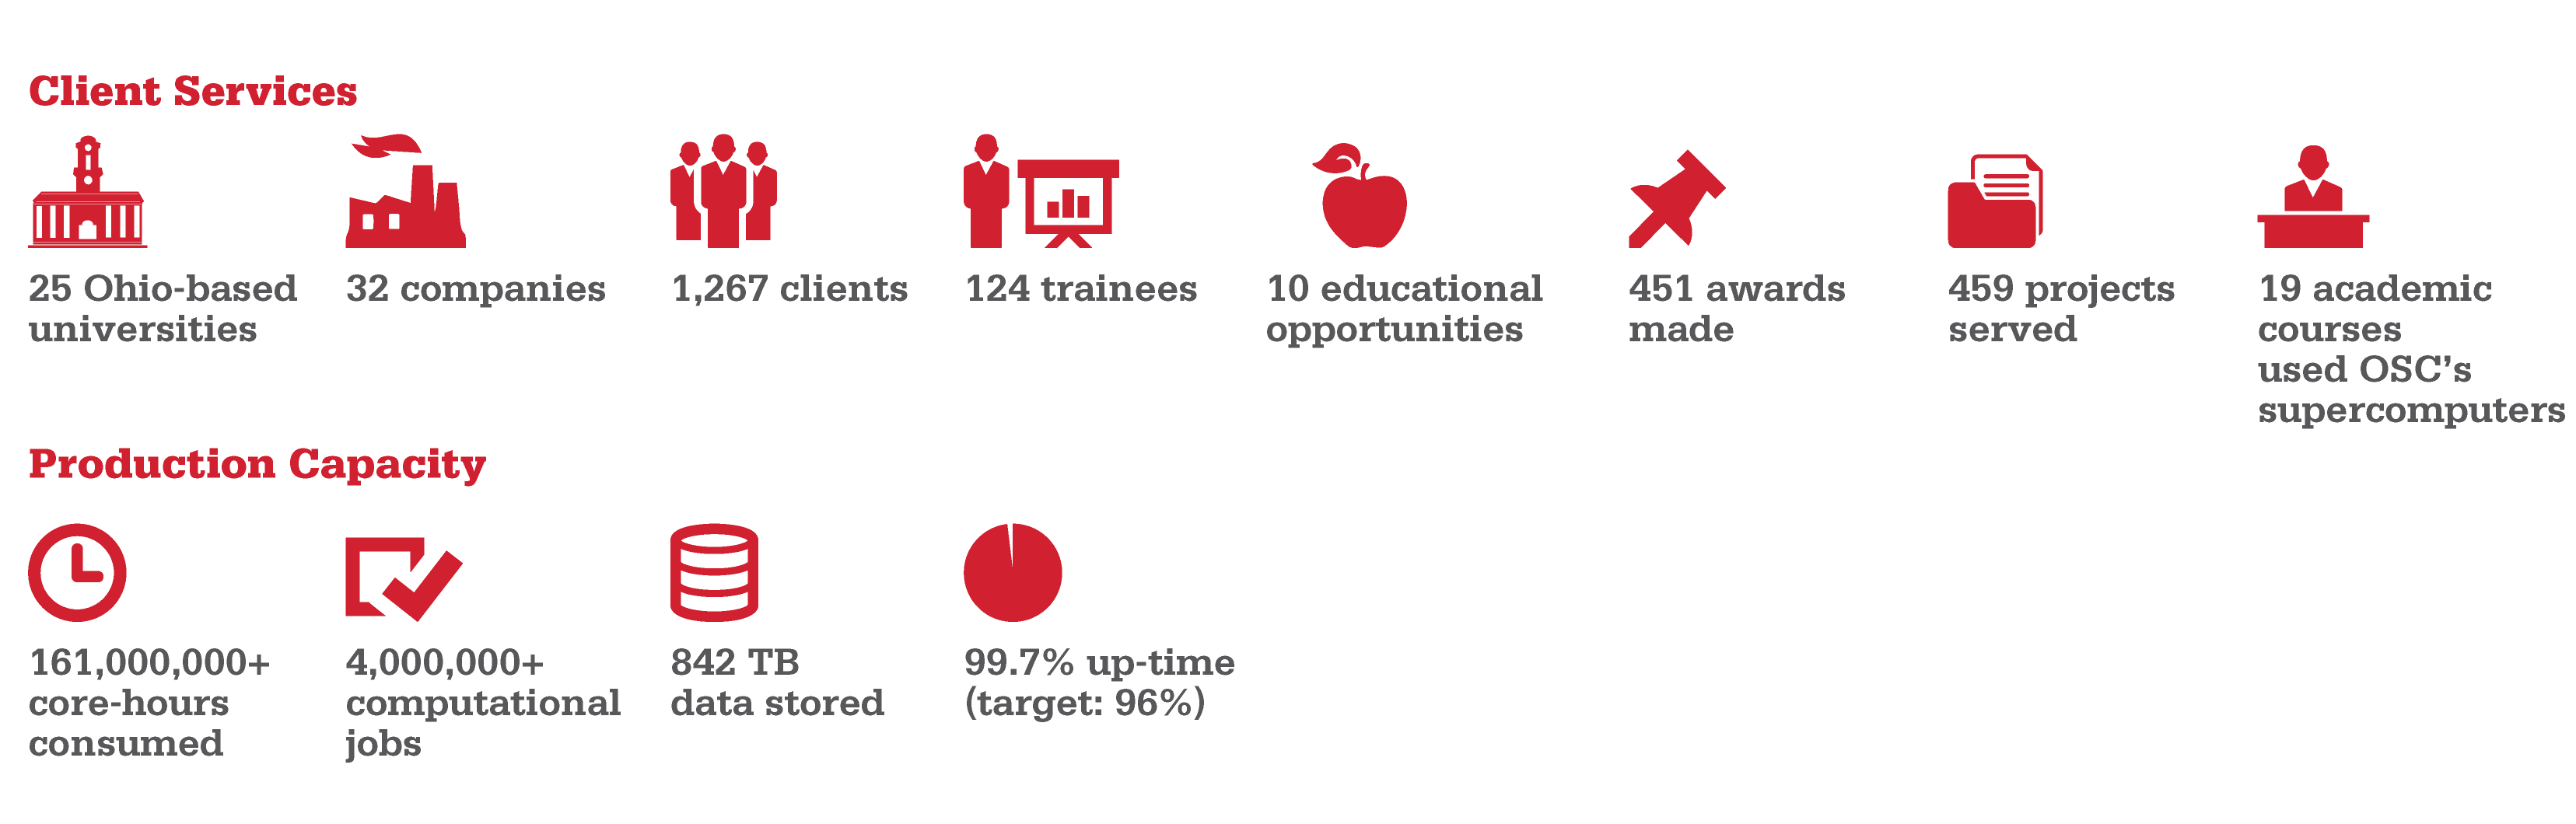 Client Services
25 Ohio-based
universities
32 companies
1,267 clients
124 trainees
10 educational
opportunities
451 awards
made
459 projects
served
19 academic
courses
used OSC’s
supercomputers
Production Capacity
161,000,000+
core-hours
consumed
4,000,000+
computational
jobs
842 TB
data stored
99.7% up-time
(target: 96%)